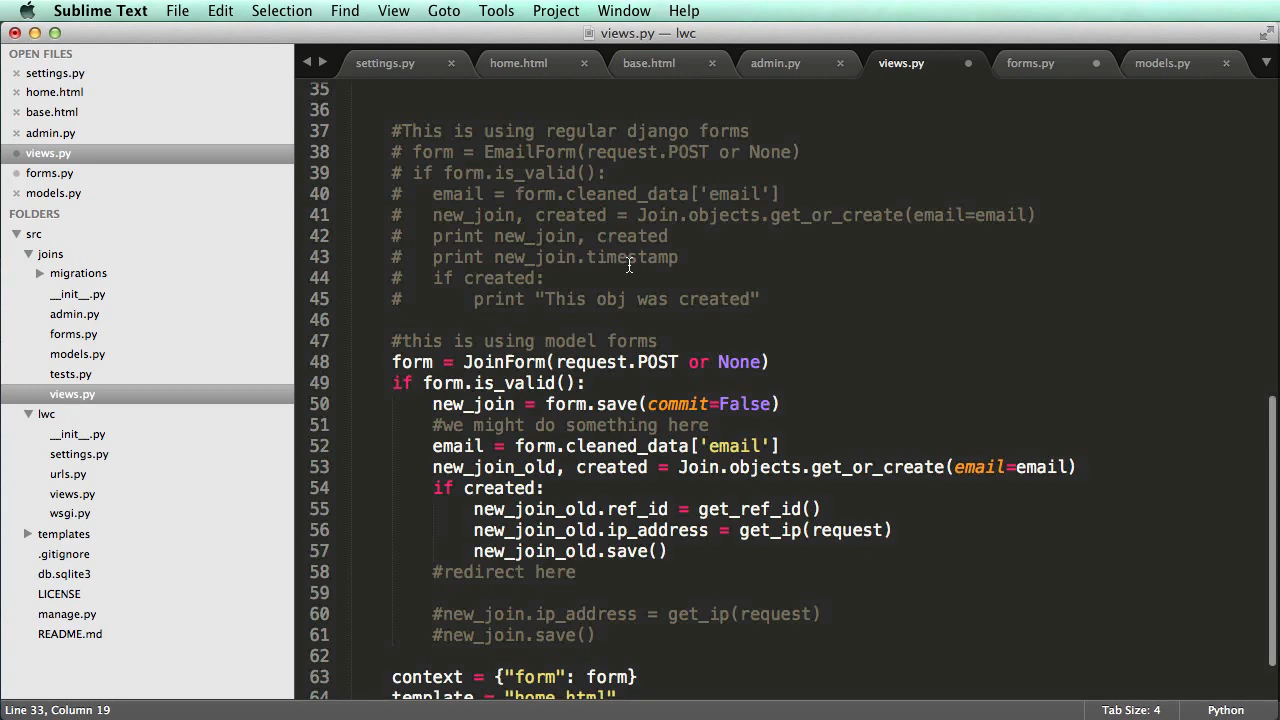 Sublime Text File Edit Selection Find View Goto Tools Project Window Help
views.py — lwc
OPEN FILES
settings.py
home.html
base.html
admin.py
views.py
forms.py
models.py
FOLDERS
src
joins
migrations
__init__.py
admin.py
forms.py
models.py
tests.py
views.py
lwc
__init__.py
settings.py
urls.py
views.py
wsgi.py
templates
.gitignore
db.sqlite3
LICENSE
manage.py
README.md
settings.py home.html base.html admin.py views.py forms.py models.py
35
36
37 #This is using regular django forms
38 # form = EmailForm(request.POST or None)
39 # if form.is_valid():
40 #   email = form.cleaned_data['email']
41 #   new_join, created = Join.objects.get_or_create(email=email)
42 #   print new_join, created
43 #   print new_join.timestamp
44 #   if created:
45 #       print "This obj was created"
46
47 #this is using model forms
48 form = JoinForm(request.POST or None)
49 if form.is_valid():
50     new_join = form.save(commit=False)
51     #we might do something here
52     email = form.cleaned_data['email']
53     new_join_old, created = Join.objects.get_or_create(email=email)
54     if created:
55         new_join_old.ref_id = get_ref_id()
56         new_join_old.ip_address = get_ip(request)
57         new_join_old.save()
58     #redirect here
59
60     #new_join.ip_address = get_ip(request)
61     #new_join.save()
62
63 context = {"form": form}
64 template = "home.html"
Line 33, Column 19 Tab Size: 4 Python